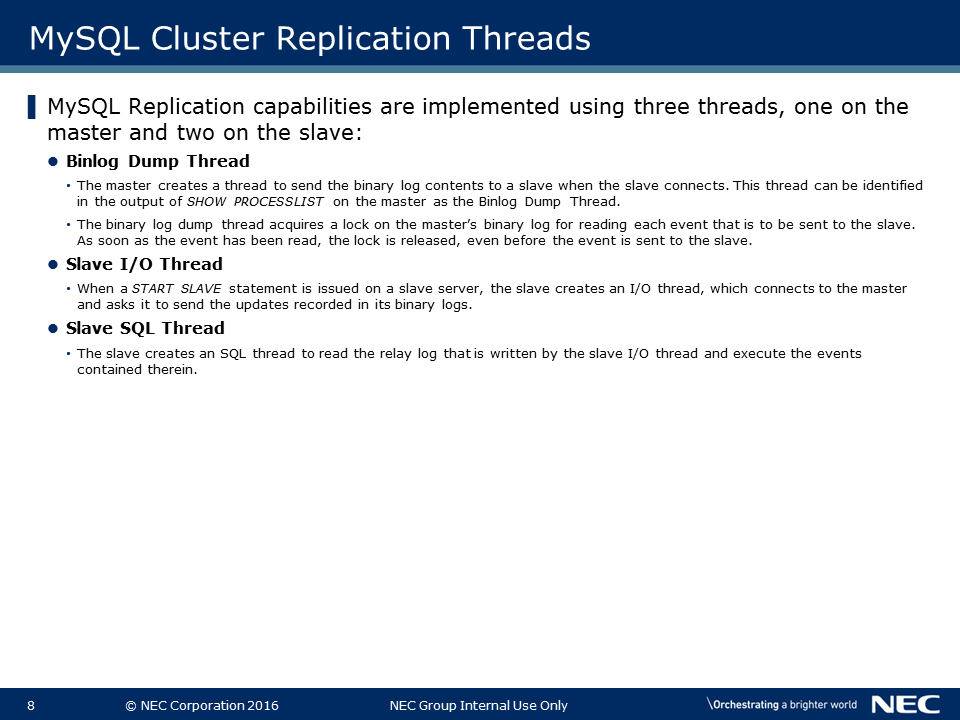 MySQL Cluster Replication Threads
MySQL Replication capabilities are implemented using three threads, one on the
master and two on the slave:
Binlog Dump Thread
• The master creates a thread to send the binary log contents to a slave when the slave connects. This thread can be identified
in the output of SHOW PROCESSLIST on the master as the Binlog Dump Thread.
• The binary log dump thread acquires a lock on the master’s binary log for reading each event that is to be sent to the slave.
As soon as the event has been read, the lock is released, even before the event is sent to the slave.
Slave I/O Thread
• When a START SLAVE statement is issued on a slave server, the slave creates an I/O thread, which connects to the master
and asks it to send the updates recorded in its binary logs.
Slave SQL Thread
• The slave creates an SQL thread to read the relay log that is written by the slave I/O thread and execute the events
contained therein.
8 © NEC Corporation 2016 NEC Group Internal Use Only \Orchestrating a brighter world NEC